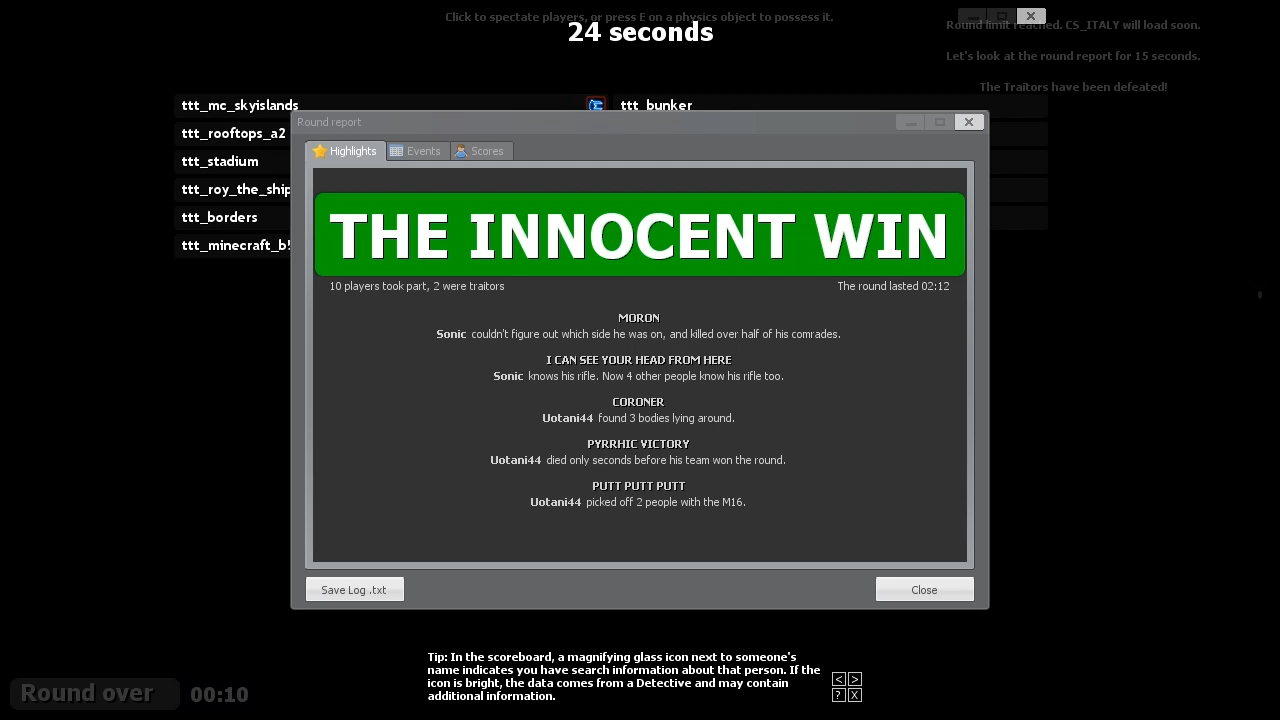 Click to spectate players, or press E on a physics object to possess it.
24 seconds
Round limit reached. CS_ITALY will load soon.
Let's look at the round report for 15 seconds.
The Traitors have been defeated!
ttt_mc_skyislands
ttt_bunker
ttt_rooftops_a2
ttt_stadium
ttt_roy_the_ship
ttt_borders
ttt_minecraft_b
Round report
Highlights
Events
Scores
THE INNOCENT WIN
10 players took part, 2 were traitors
The round lasted 02:12
MORON
Sonic couldn't figure out which side he was on, and killed over half of his comrades.
I CAN SEE YOUR HEAD FROM HERE
Sonic knows his rifle. Now 4 other people know his rifle too.
CORONER
Uotani44 found 3 bodies lying around.
PYRRHIC VICTORY
Uotani44 died only seconds before his team won the round.
PUTT PUTT PUTT
Uotani44 picked off 2 people with the M16.
Save Log .txt
Close
Tip: In the scoreboard, a magnifying glass icon next to someone's
name indicates you have search information about that person. If the
icon is bright, the data comes from a Detective and may contain
additional information.
< >
? X
Round over 00:10